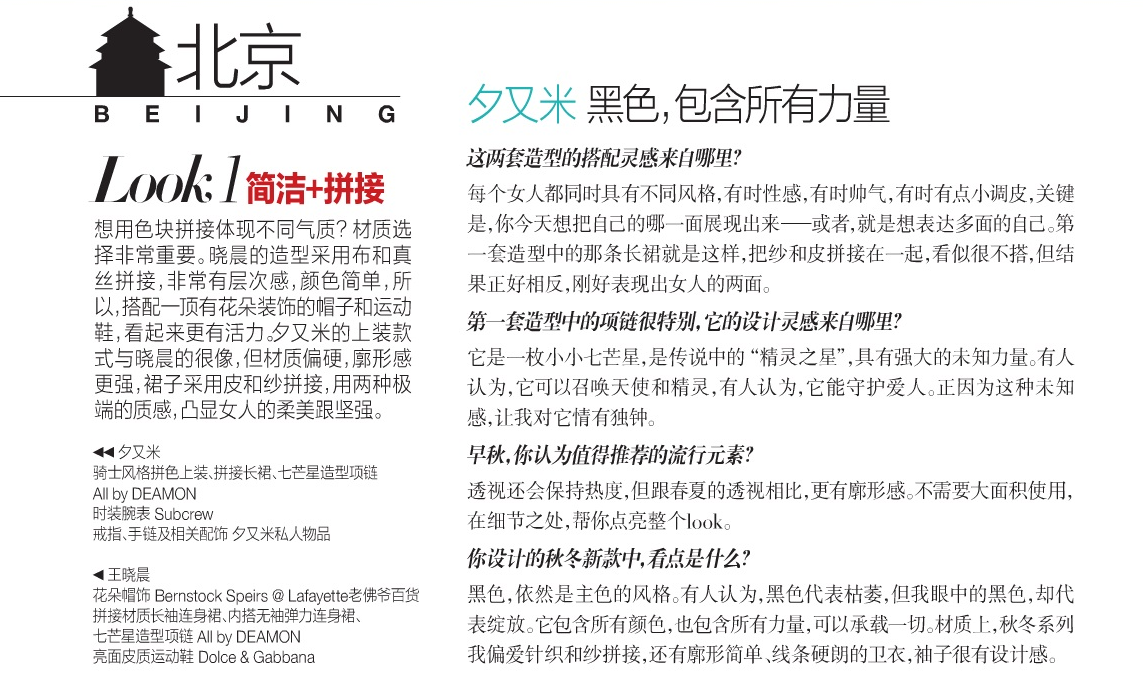 北京
BEIJING
Look 1 简洁+拼接
想用色块拼接体现不同气质？材质选
择非常重要。晓晨的造型采用布和真
丝拼接，非常有层次感，颜色简单，所
以，搭配一顶有花朵装饰的帽子和运动
鞋，看起来更有活力。夕又米的上装款
式与晓晨的很像，但材质偏硬，廓形感
更强，裙子采用皮和纱拼接，用两种极
端的质感，凸显女人的柔美跟坚强。
◀◀ 夕又米
骑士风格拼色上装、拼接长裙、七芒星造型项链
All by DEAMON
时装腕表 Subcrew
戒指、手链及相关配饰 夕又米私人物品
◀ 王晓晨
花朵帽饰 Bernstock Speirs @ Lafayette老佛爷百货
拼接材质长袖连身裙、内搭无袖弹力连身裙、
七芒星造型项链 All by DEAMON
亮面皮质运动鞋 Dolce & Gabbana
夕又米 黑色，包含所有力量
这两套造型的搭配灵感来自哪里？
每个女人都同时具有不同风格，有时性感，有时帅气，有时有点小调皮，关键
是，你今天想把自己的哪一面展现出来——或者，就是想表达多面的自己。第
一套造型中的那条长裙就是这样，把纱和皮拼接在一起，看似很不搭，但结
果正好相反，刚好表现出女人的两面。
第一套造型中的项链很特别，它的设计灵感来自哪里？
它是一枚小小七芒星，是传说中的“精灵之星”，具有强大的未知力量。有人
认为，它可以召唤天使和精灵，有人认为，它能守护爱人。正因为这种未知
感，让我对它情有独钟。
早秋，你认为值得推荐的流行元素？
透视还会保持热度，但跟春夏的透视相比，更有廓形感。不需要大面积使用，
在细节之处，帮你点亮整个look。
你设计的秋冬新款中，看点是什么？
黑色，依然是主色的风格。有人认为，黑色代表枯萎，但我眼中的黑色，却代
表绽放。它包含所有颜色，也包含所有力量，可以承载一切。材质上，秋冬系列
我偏爱针织和纱拼接，还有廓形简单、线条硬朗的卫衣，袖子很有设计感。